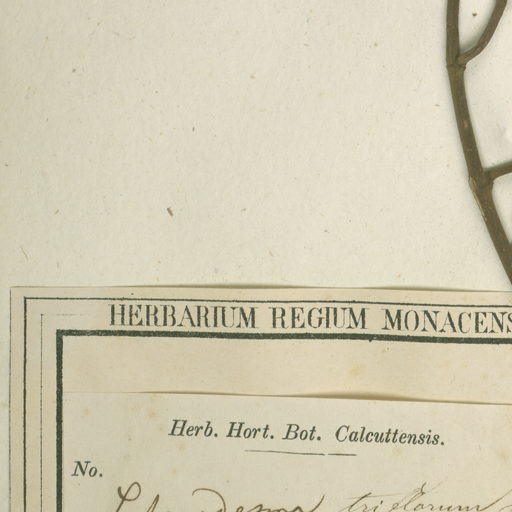 HERBARIUM REGIUM MONACENS
Herb. Hort. Bot. Calcuttensis.
No.
triflorum